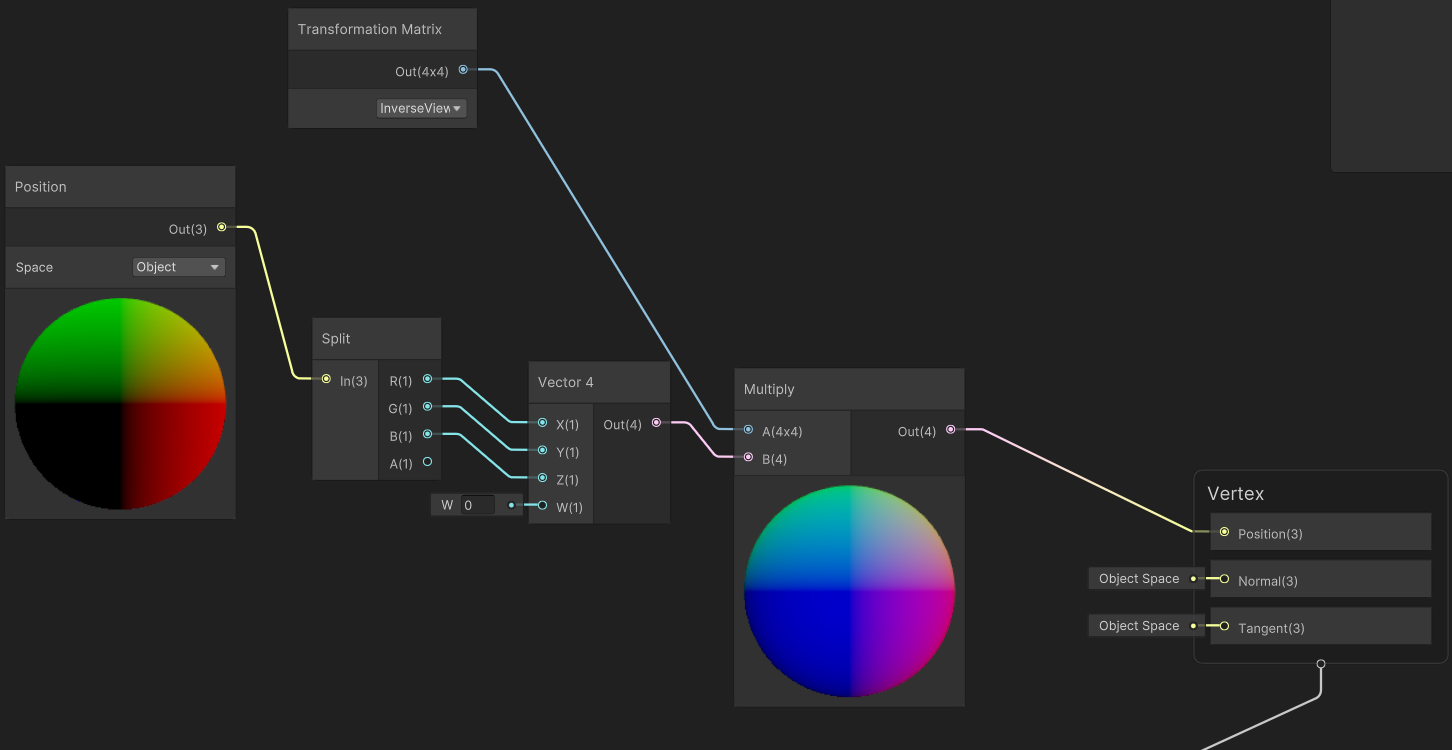 Transformation Matrix
Out(4x4)
InverseView
Position
Out(3)
Space
Object
Split
In(3)
R(1)
G(1)
B(1)
A(1)
W
0
Vector 4
X(1)
Y(1)
Z(1)
W(1)
Out(4)
Multiply
A(4x4)
B(4)
Out(4)
Vertex
Position(3)
Object Space
Normal(3)
Object Space
Tangent(3)